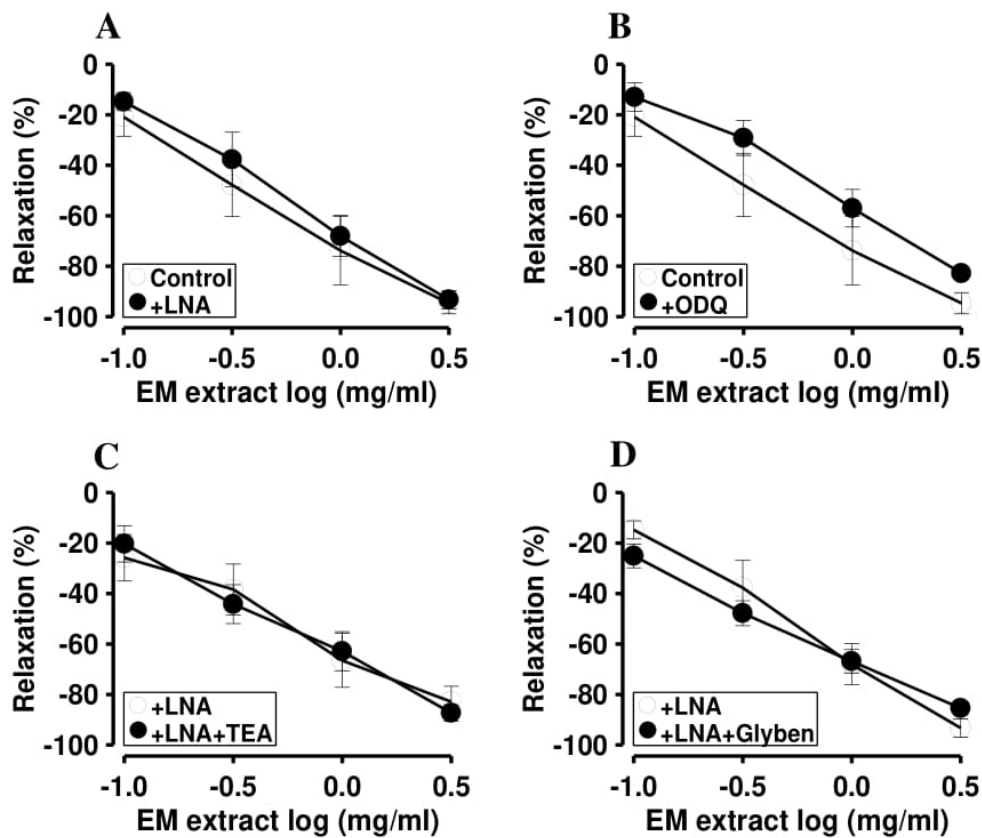 A
0
-20
-40
-60
-80
-100
Relaxation (%)
Control
+LNA
-1.0 -0.5 0.0 0.5
EM extract log (mg/ml)
B
0
-20
-40
-60
-80
-100
Relaxation (%)
Control
+ODQ
-1.0 -0.5 0.0 0.5
EM extract log (mg/ml)
C
0
-20
-40
-60
-80
-100
Relaxation (%)
+LNA
+LNA+TEA
-1.0 -0.5 0.0 0.5
EM extract log (mg/ml)
D
0
-20
-40
-60
-80
-100
Relaxation (%)
+LNA
+LNA+Glyben
-1.0 -0.5 0.0 0.5
EM extract log (mg/ml)